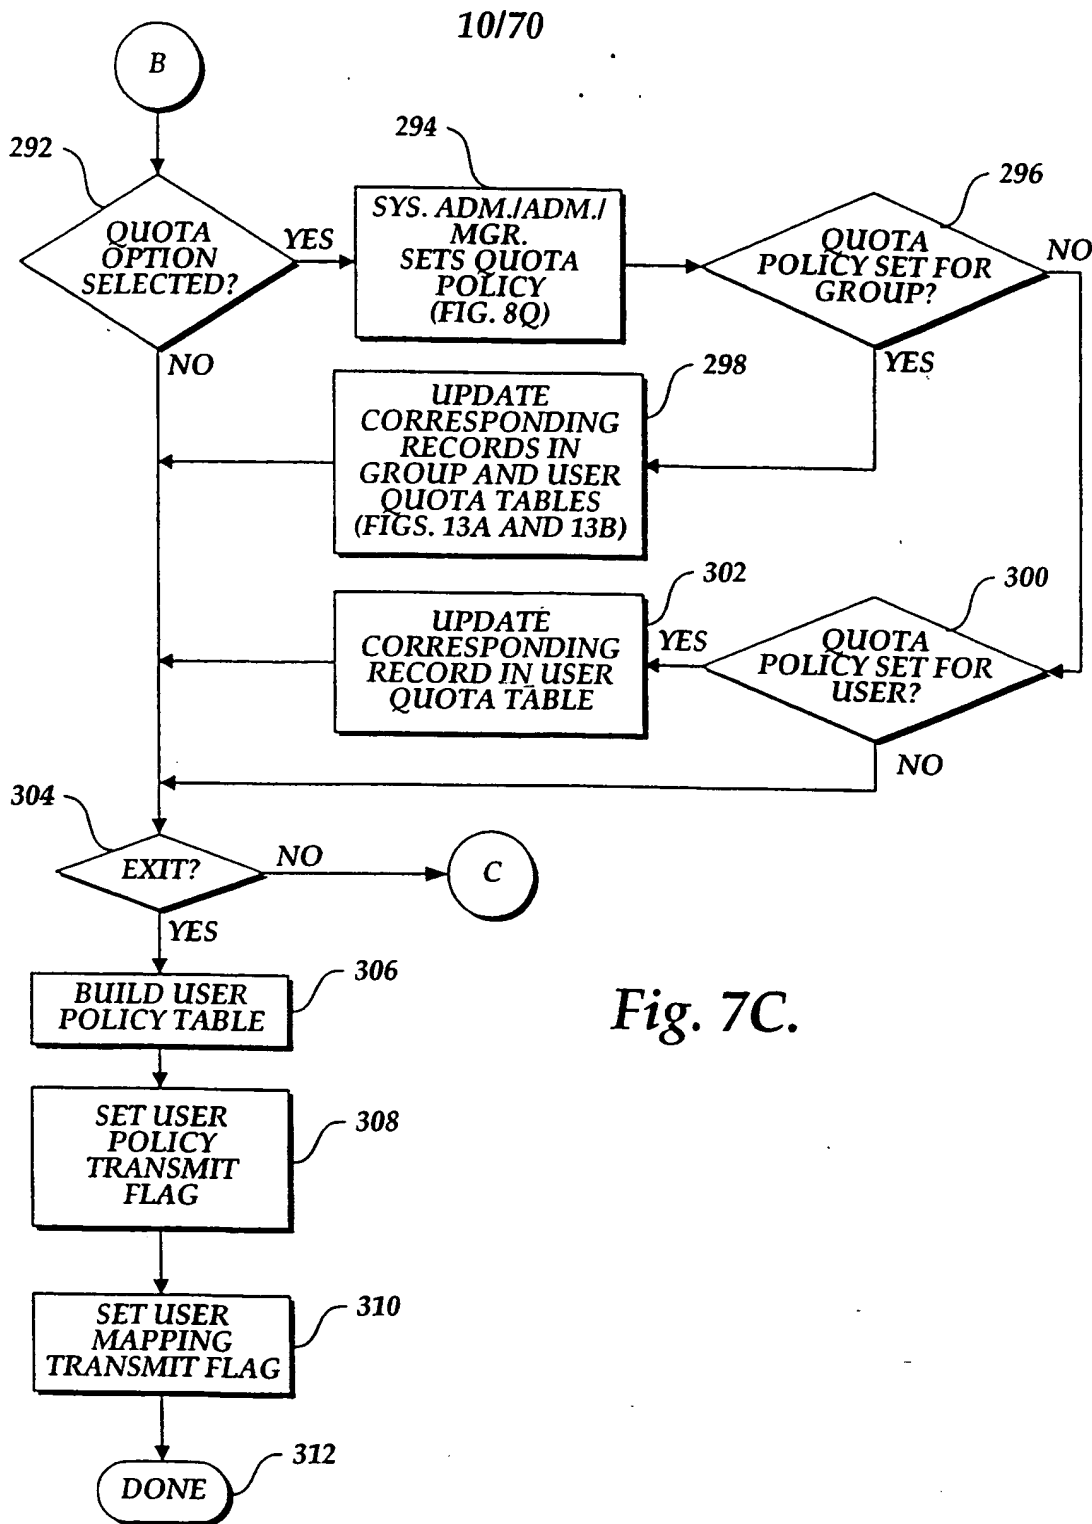 10/70
B
292
QUOTA
OPTION
SELECTED?
YES
NO
294
SYS. ADM./ADM./
MGR.
SETS QUOTA
POLICY
(FIG. 8Q)
296
QUOTA
POLICY SET FOR
GROUP?
NO
YES
298
UPDATE
CORRESPONDING
RECORDS IN
GROUP AND USER
QUOTA TABLES
(FIGS. 13A AND 13B)
300
QUOTA
POLICY SET FOR
USER?
YES
NO
302
UPDATE
CORRESPONDING
RECORD IN USER
QUOTA TABLE
304
EXIT?
NO
C
YES
306
BUILD USER
POLICY TABLE
Fig. 7C.
308
SET USER
POLICY
TRANSMIT
FLAG
310
SET USER
MAPPING
TRANSMIT FLAG
312
DONE